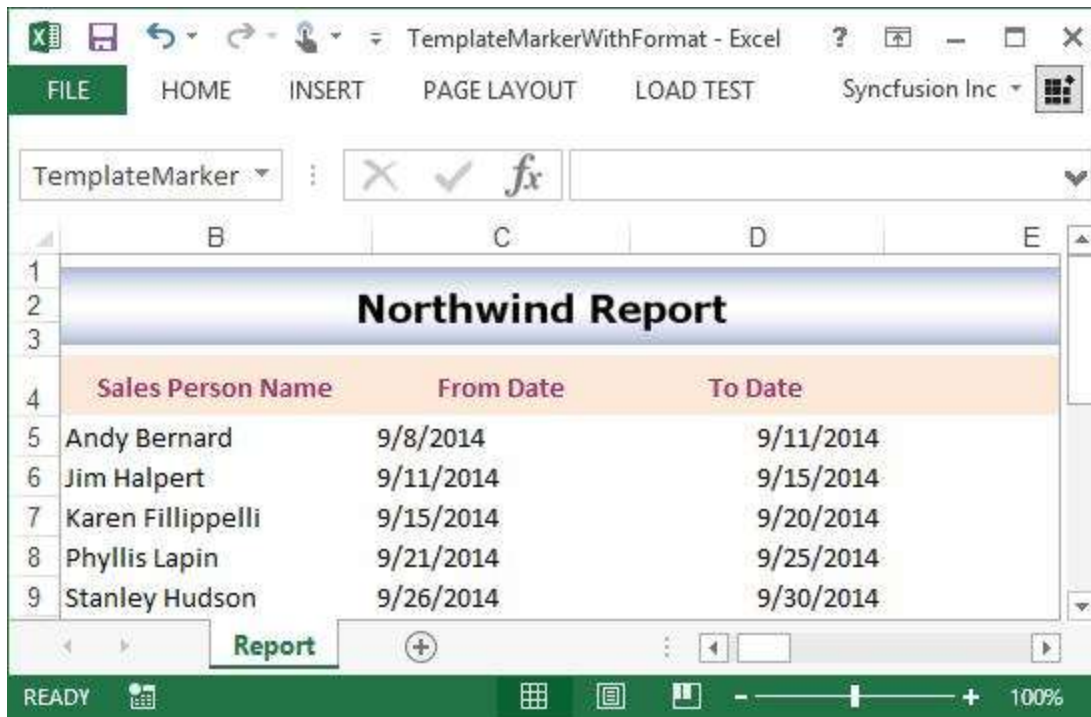 TemplateMarkerWithFormat - Excel ?
FILE HOME INSERT PAGE LAYOUT LOAD TEST Syncfusion Inc
TemplateMarker fx
B C D E
1
2 Northwind Report
3
4 Sales Person Name From Date To Date
5 Andy Bernard 9/8/2014 9/11/2014
6 Jim Halpert 9/11/2014 9/15/2014
7 Karen Fillippelli 9/15/2014 9/20/2014
8 Phyllis Lapin 9/21/2014 9/25/2014
9 Stanley Hudson 9/26/2014 9/30/2014
Report
READY 100%